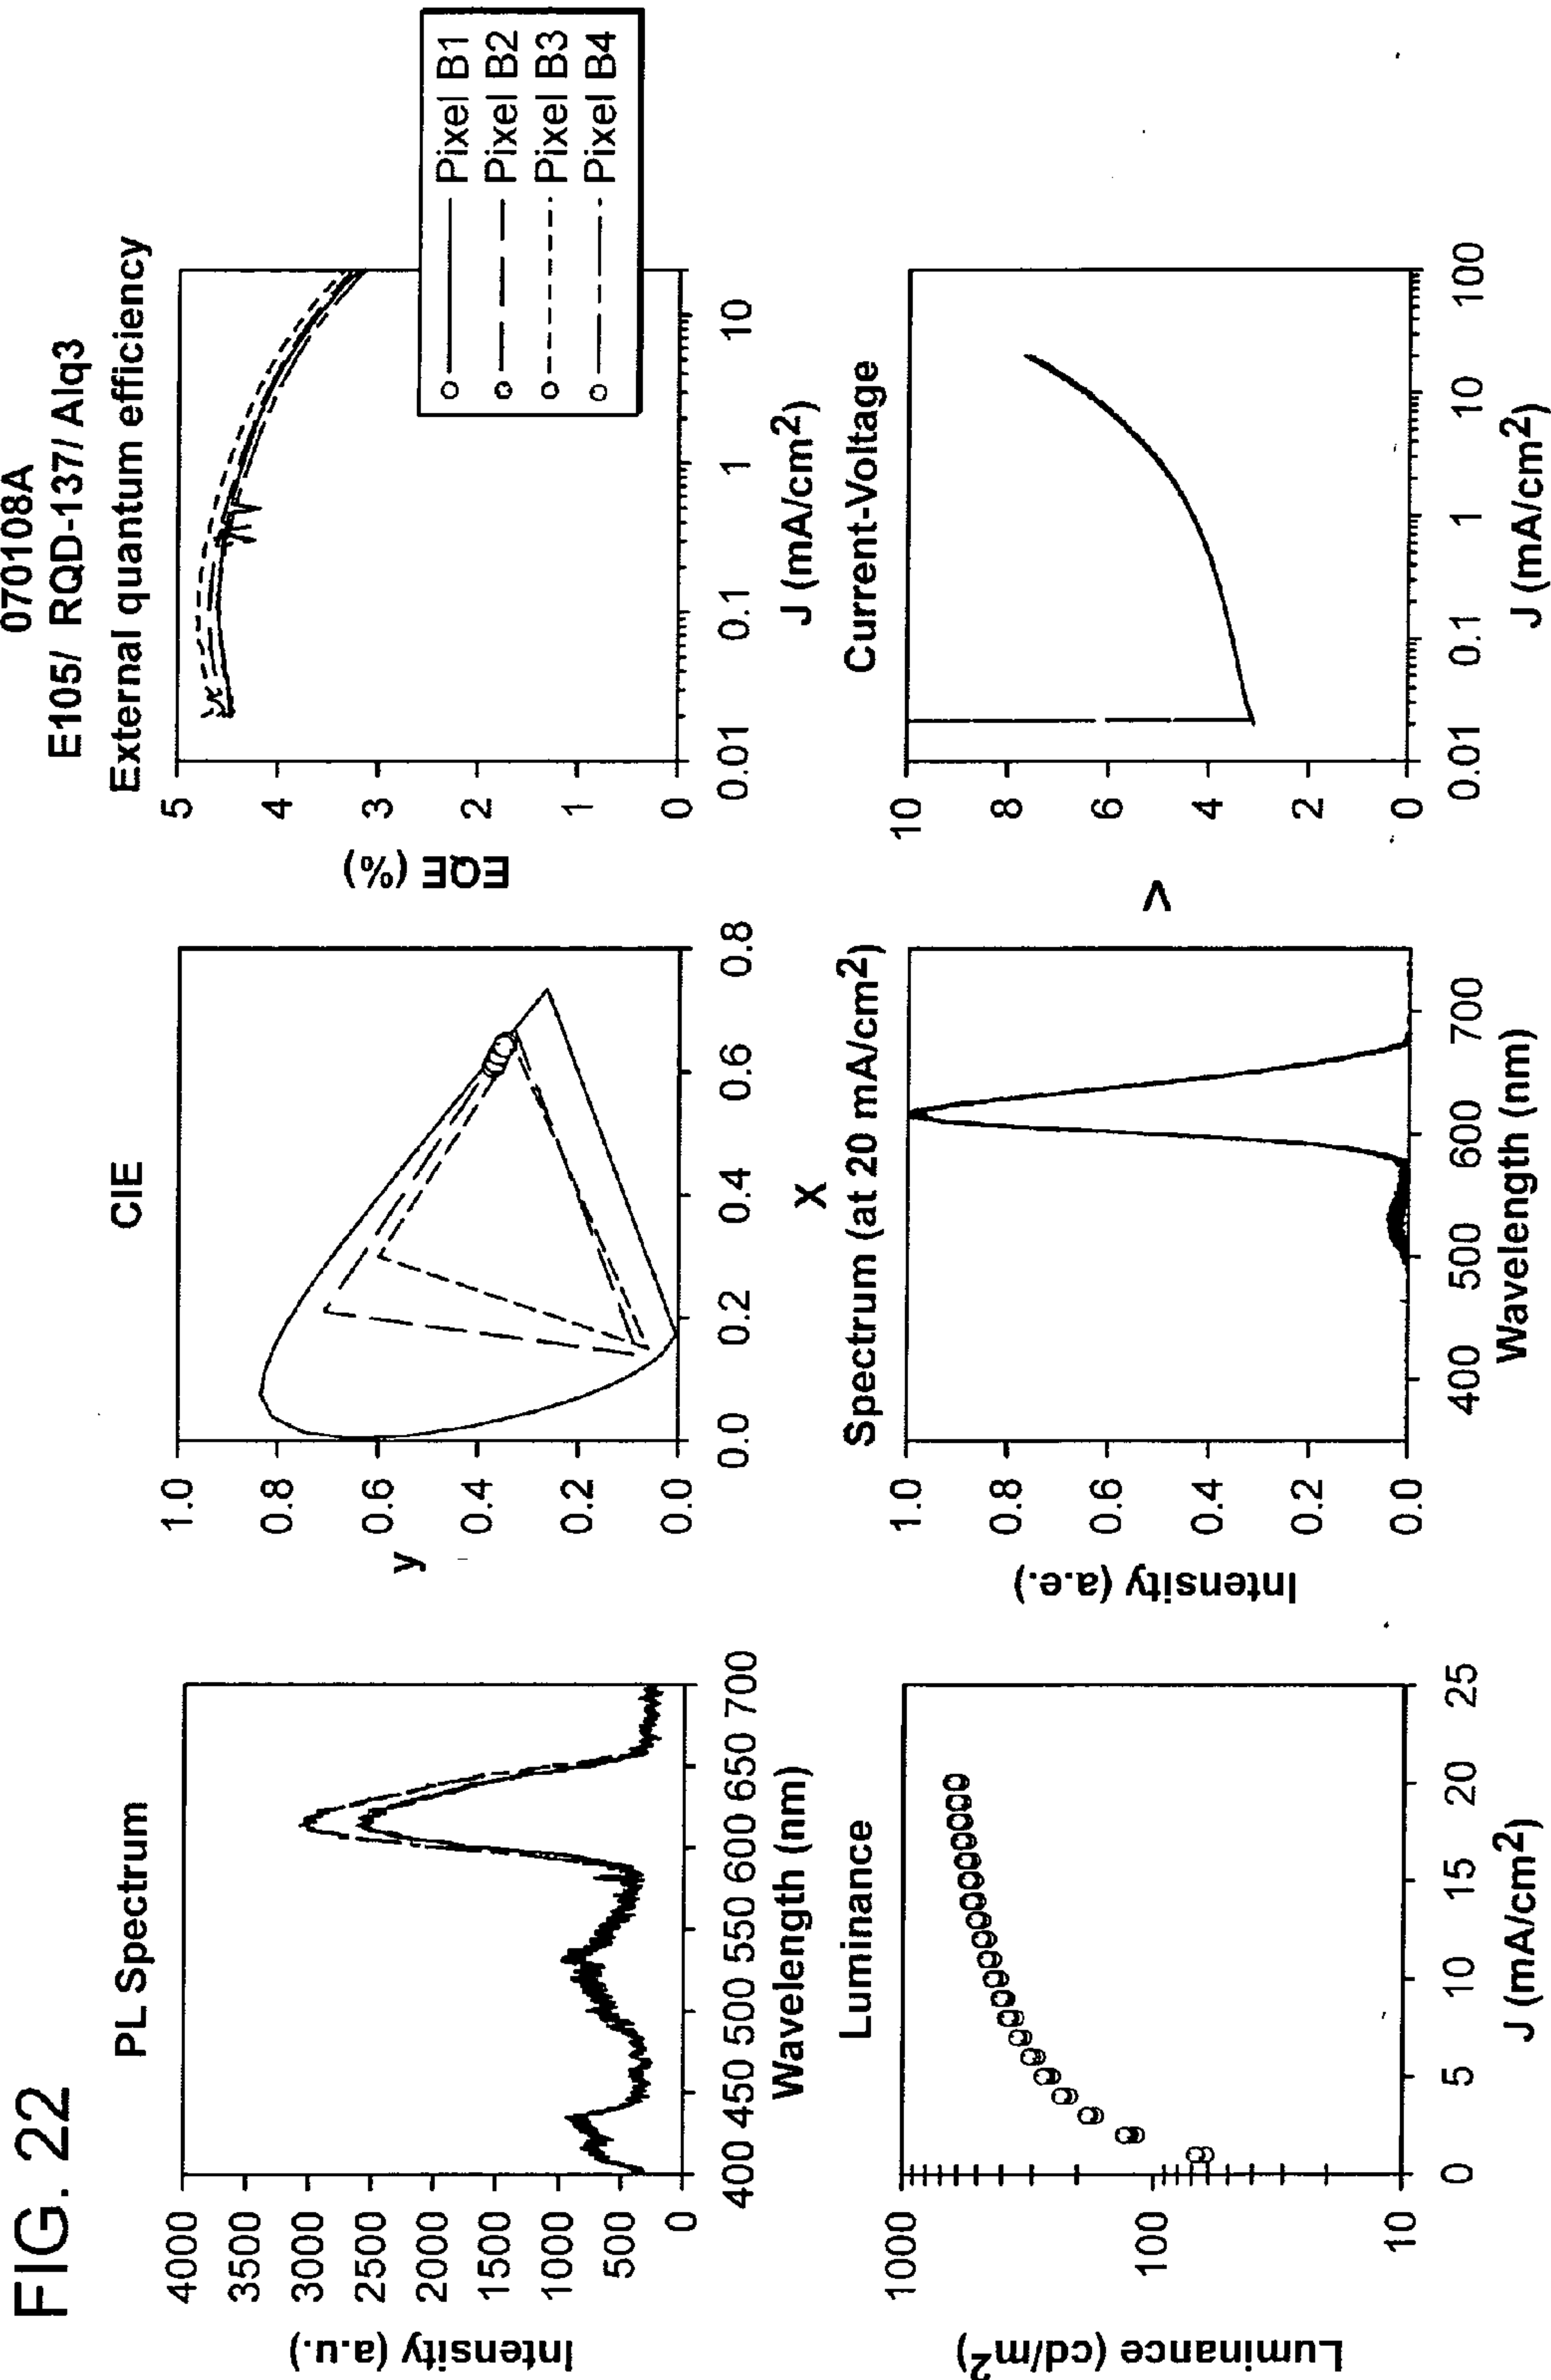 FIG. 22
070108A
E105/ RQD-137/ Alq3
PL Spectrum
4000
3500
3000
2500
2000
1500
1000
500
0
Intensity (a.u.)
400 450 500 550 600 650 700
Wavelength (nm)
CIE
1.0
0.8
0.6
0.4
0.2
0.0
y
0.0 0.2 0.4 0.6 0.8
X
External quantum efficiency
5
4
3
2
1
0
EQE (%)
0.01 0.1 1 10
J (mA/cm2)
Pixel B1
Pixel B2
Pixel B3
Pixel B4
Luminance
1000
100
10
Luminance (cd/m2)
0 5 10 15 20 25
J (mA/cm2)
Spectrum (at 20 mA/cm2)
1.0
0.8
0.6
0.4
0.2
0.0
Intensity (a.e.)
400 500 600 700
Wavelength (nm)
Current-Voltage
10
8
6
4
2
0
V
0.01 0.1 1 10 100
J (mA/cm2)